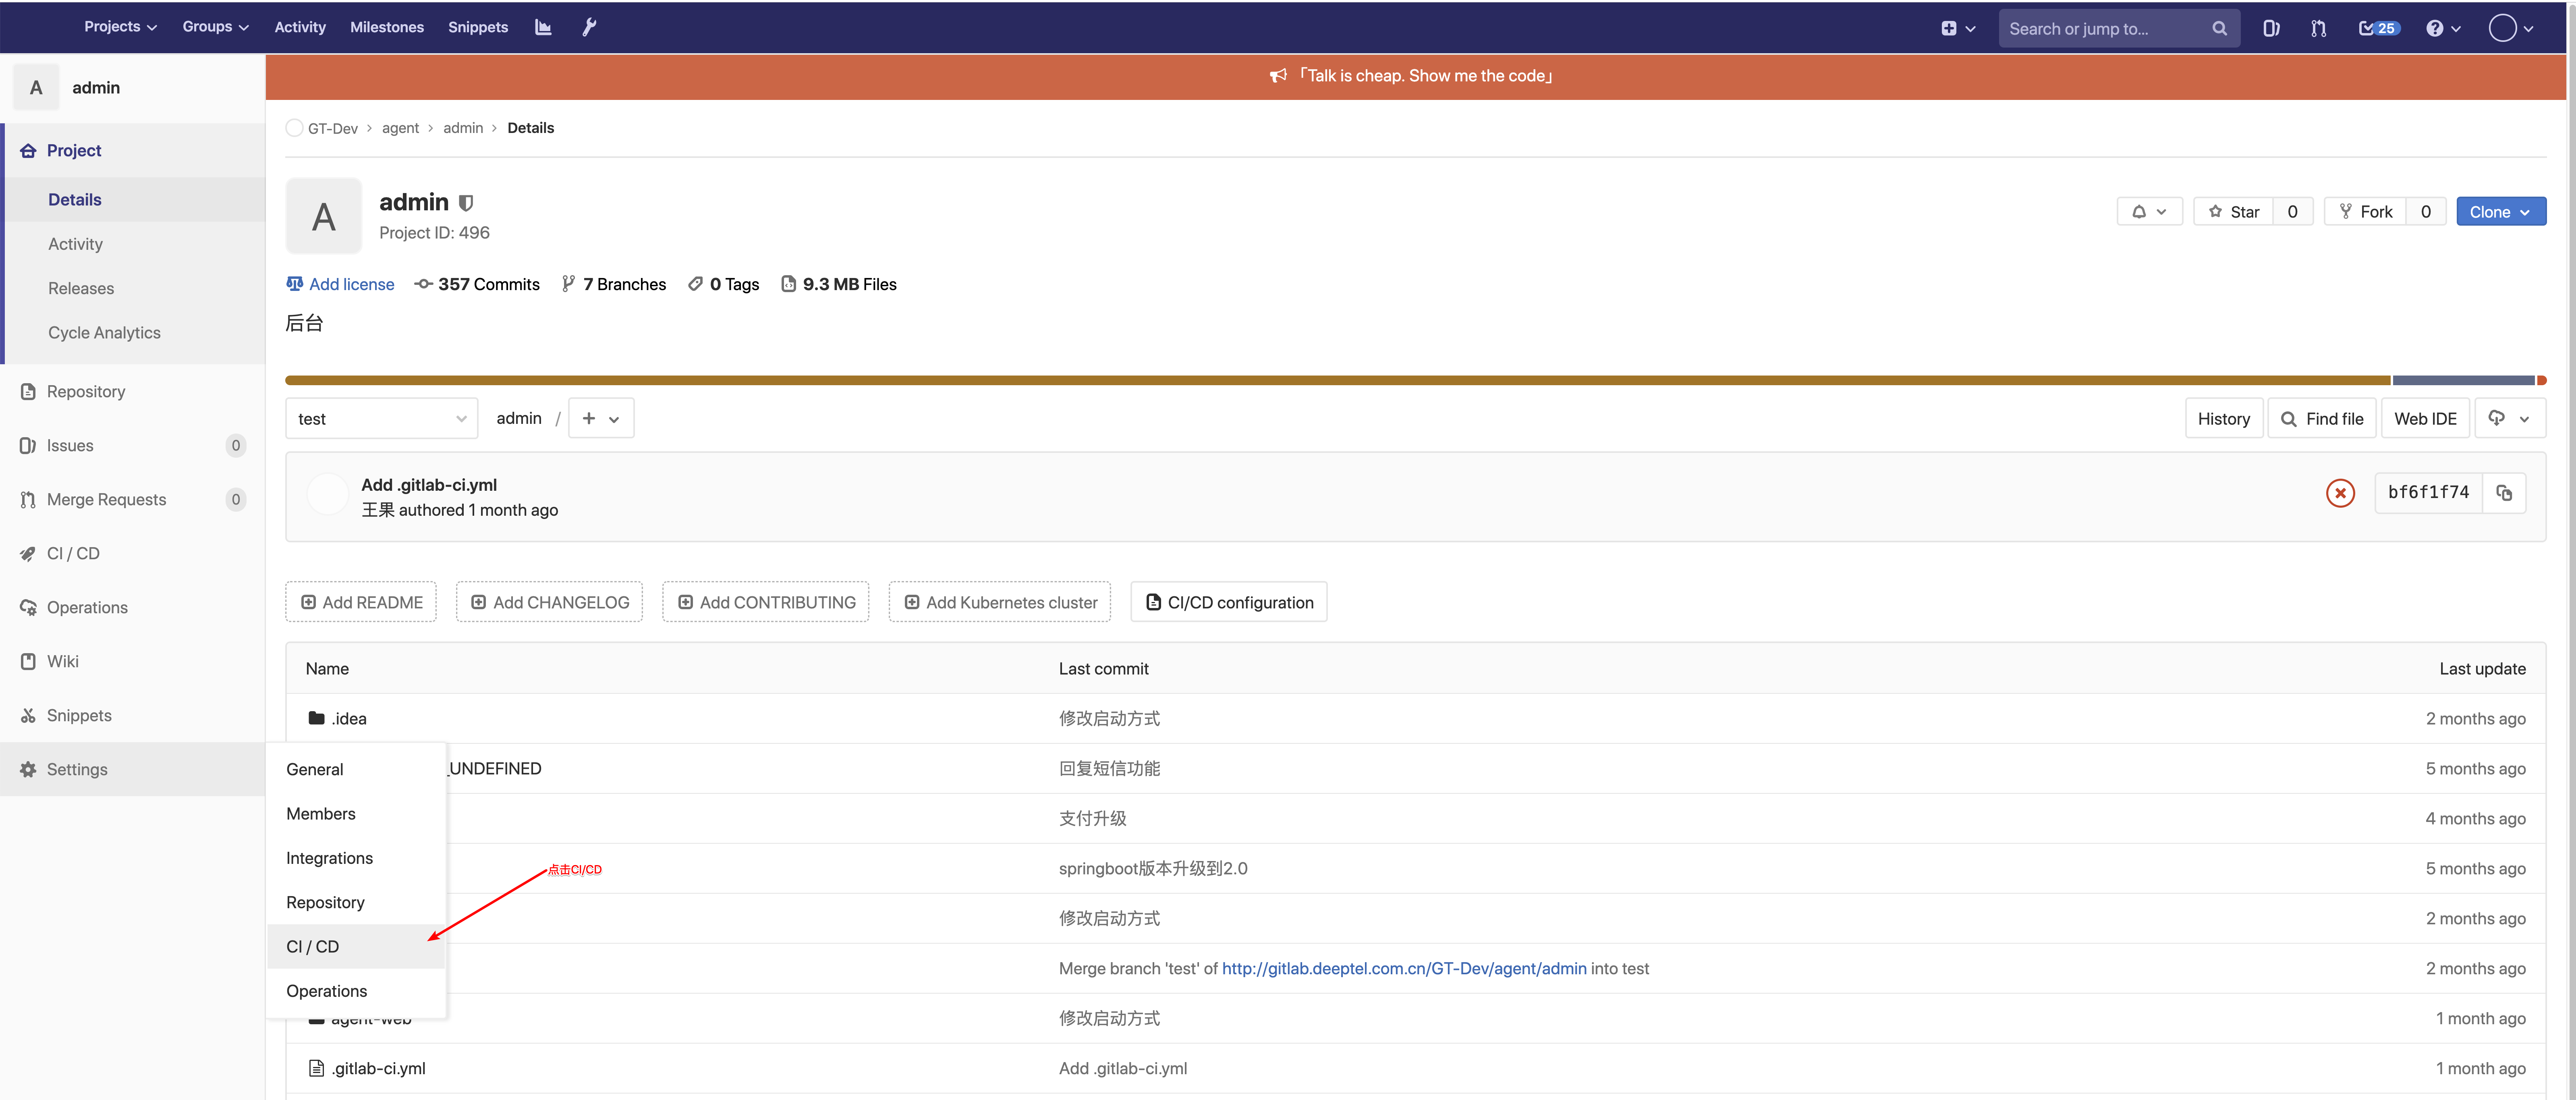 Projects Groups Activity Milestones Snippets Search or jump to... 25
A admin
「Talk is cheap. Show me the code」
GT-Dev > agent > admin > Details
Project
Details
Activity
Releases
Cycle Analytics
Repository
Issues 0
Merge Requests 0
CI / CD
Operations
Wiki
Snippets
Settings
General
Members
Integrations
Repository
CI / CD
Operations
点击CI/CD
A
admin
Project ID: 496
Star 0 Fork 0 Clone
Add license 357 Commits 7 Branches 0 Tags 9.3 MB Files
后台
test admin / + History Find file Web IDE
Add .gitlab-ci.yml
王果 authored 1 month ago
bf6f1f74
Add README Add CHANGELOG Add CONTRIBUTING Add Kubernetes cluster CI/CD configuration
Name Last commit Last update
.idea 修改启动方式 2 months ago
_UNDEFINED 回复短信功能 5 months ago
支付升级 4 months ago
springboot版本升级到2.0 5 months ago
修改启动方式 2 months ago
Merge branch 'test' of http://gitlab.deeptel.com.cn/GT-Dev/agent/admin into test 2 months ago
agent-web 修改启动方式 1 month ago
.gitlab-ci.yml Add .gitlab-ci.yml 1 month ago